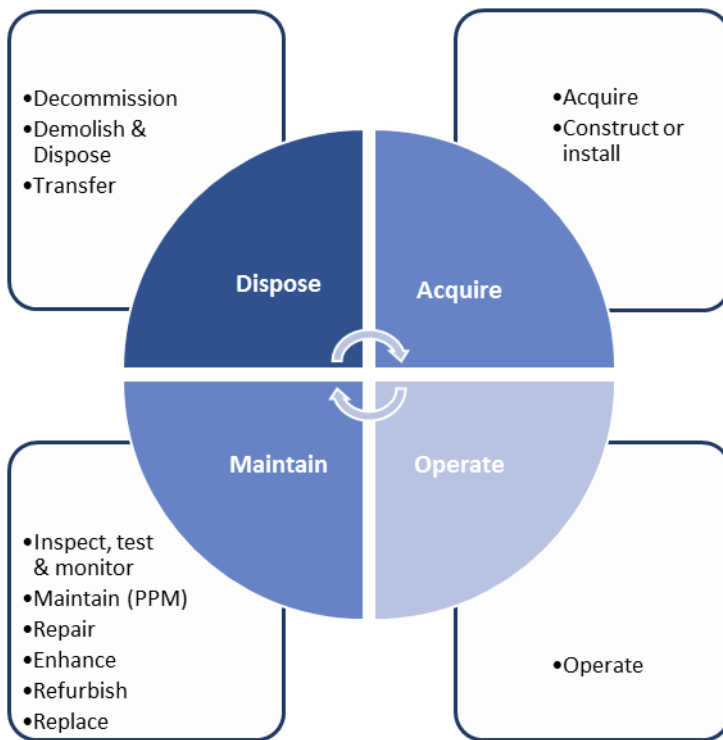 •Decommission
•Demolish &
Dispose
•Transfer
•Acquire
•Construct or
install
Dispose
Acquire
Maintain
Operate
•Inspect, test
& monitor
•Maintain (PPM)
•Repair
•Enhance
•Refurbish
•Replace
•Operate